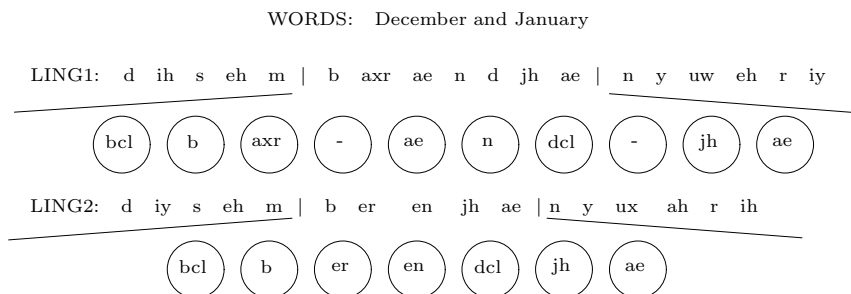 WORDS: December and January
LING1: d ih s eh m | b axr ae n d jh ae | n y uw eh r iy
bcl b axr - ae n dcl - jh ae
LING2: d iy s eh m | b er en jh ae | n y ux ah r ih
bcl b er en dcl jh ae